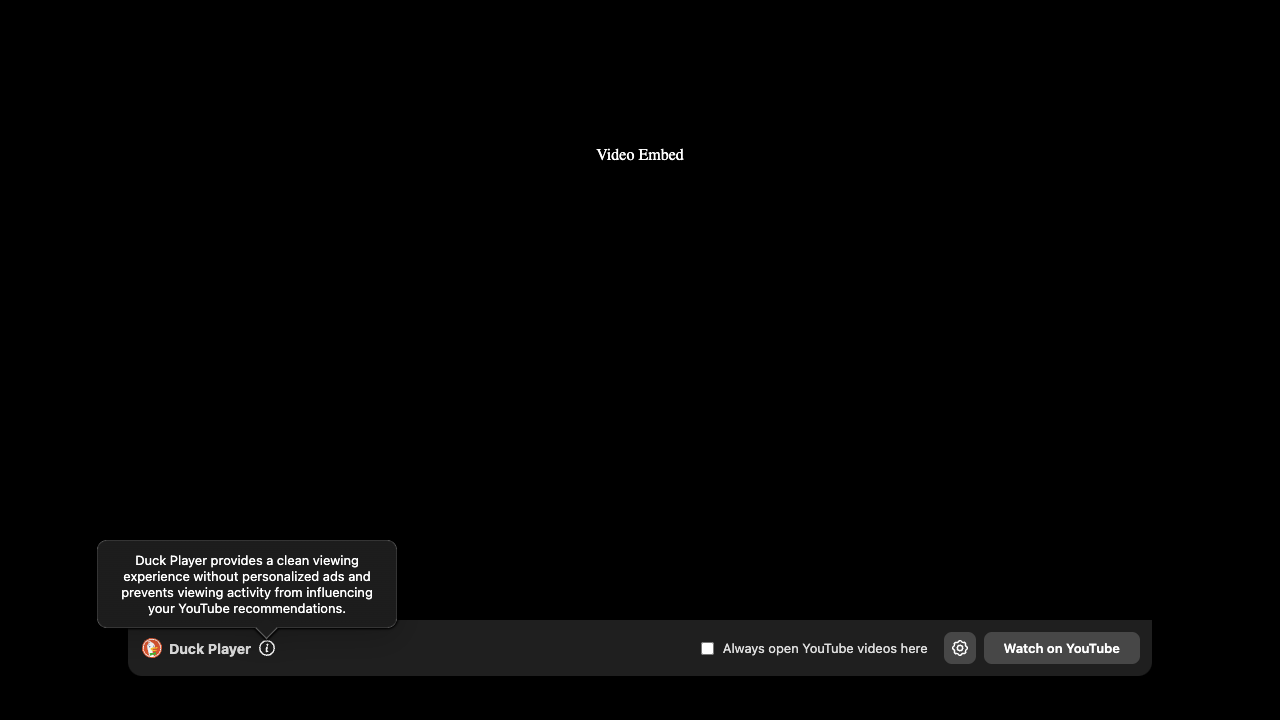 Video Embed
Duck Player provides a clean viewing
experience without personalized ads and
prevents viewing activity from influencing
your YouTube recommendations.
Duck Player i
Always open YouTube videos here
Watch on YouTube